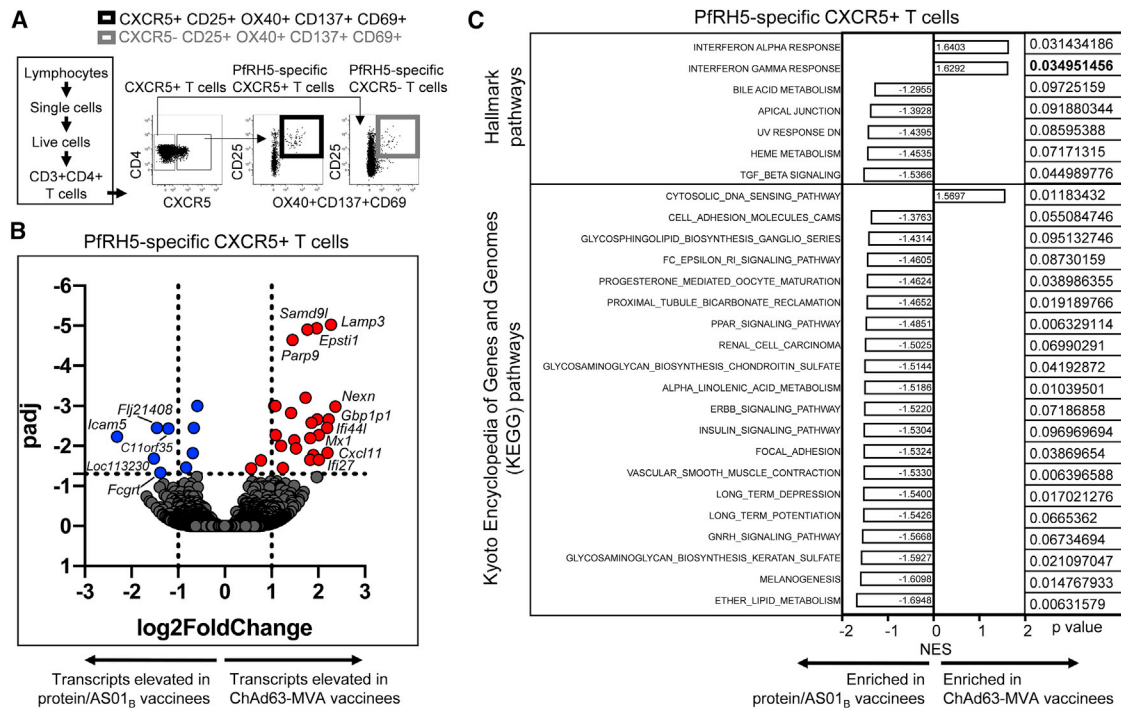 A
CXCR5+ CD25+ OX40+ CD137+ CD69+
CXCR5- CD25+ OX40+ CD137+ CD69+
Lymphocytes
Single cells
Live cells
CD3+CD4+
T cells
CXCR5+ T cells
PfRH5-specific
CXCR5+ T cells
PfRH5-specific
CXCR5- T cells
CD4
CXCR5
CD25
CD25
OX40+CD137+CD69
B
PfRH5-specific CXCR5+ T cells
padj
-6
-5
-4
-3
-2
-1
0
1
Samd9l
Lamp3
Epsti1
Parp9
Nexn
Gbp1p1
Ifi44l
Mx1
Cxcl11
Ifi27
Flj21408
Icam5
C11orf35
Loc113230
Fcgrt
-3 -2 -1 0 1 2 3
log2FoldChange
Transcripts elevated in
protein/AS01B vaccinees
Transcripts elevated in
ChAd63-MVA vaccinees
C
PfRH5-specific CXCR5+ T cells
Hallmark
pathways
INTERFERON ALPHA RESPONSE 1.6403 0.031434186
INTERFERON GAMMA RESPONSE 1.6292 0.034951456
BILE ACID METABOLISM -1.2955 0.09725159
APICAL JUNCTION -1.3928 0.091880344
UV RESPONSE DN -1.4395 0.08595388
HEME METABOLISM -1.4535 0.07171315
TGF_BETA SIGNALING -1.5366 0.044989776
Kyoto Encyclopedia of Genes and Genomes
(KEGG) pathways
CYTOSOLIC_DNA_SENSING_PATHWAY 1.5697 0.01183432
CELL_ADHESION_MOLECULES_CAMS -1.3763 0.055084746
GLYCOSPHINGOLIPID_BIOSYNTHESIS_GANGLIO_SERIES -1.4314 0.095132746
FC_EPSILON_RI_SIGNALING_PATHWAY -1.4605 0.08730159
PROGESTERONE_MEDIATED_OOCYTE_MATURATION -1.4624 0.038986355
PROXIMAL_TUBULE_BICARBONATE_RECLAMATION -1.4652 0.019189766
PPAR_SIGNALING_PATHWAY -1.4851 0.006329114
RENAL_CELL_CARCINOMA -1.5025 0.06990291
GLYCOSAMINOGLYCAN_BIOSYNTHESIS_CHONDROITIN_SULFATE -1.5144 0.04192872
ALPHA_LINOLENIC_ACID_METABOLISM -1.5186 0.01039501
ERBB_SIGNALING_PATHWAY -1.5220 0.07186858
INSULIN_SIGNALING_PATHWAY -1.5304 0.096969694
FOCAL_ADHESION -1.5324 0.03869654
VASCULAR_SMOOTH_MUSCLE_CONTRACTION -1.5330 0.006396588
LONG_TERM_DEPRESSION -1.5400 0.017021276
LONG_TERM_POTENTIATION -1.5426 0.0665362
GNRH_SIGNALING_PATHWAY -1.5668 0.06734694
GLYCOSAMINOGLYCAN_BIOSYNTHESIS_KERATAN_SULFATE -1.5927 0.021097047
MELANOGENESIS -1.6098 0.014767933
ETHER_LIPID_METABOLISM -1.6948 0.00631579
-2 -1 0 0 1 2 p value
NES
Enriched in
protein/AS01B vaccinees
Enriched in
ChAd63-MVA vaccinees